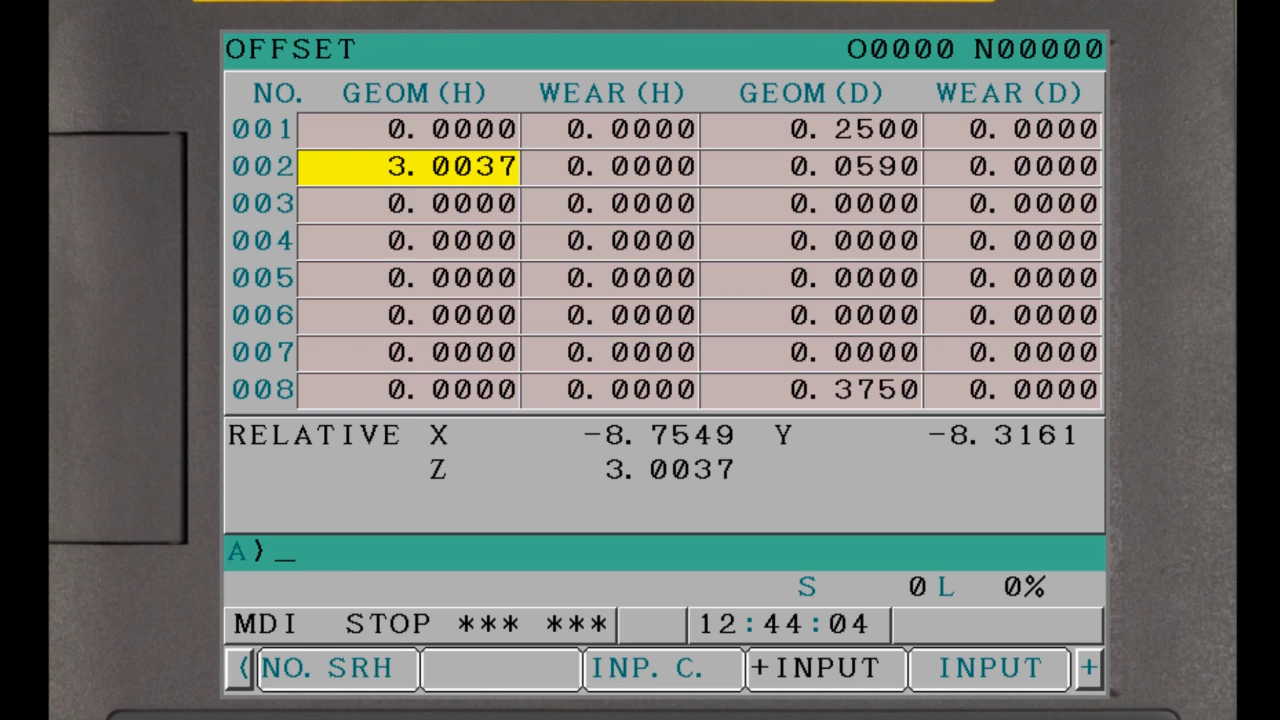 OFFSET O0000 N00000
NO. GEOM(H) WEAR(H) GEOM(D) WEAR(D)
001 0.0000 0.0000 0.2500 0.0000
002 3.0037 0.0000 0.0590 0.0000
003 0.0000 0.0000 0.0000 0.0000
004 0.0000 0.0000 0.0000 0.0000
005 0.0000 0.0000 0.0000 0.0000
006 0.0000 0.0000 0.0000 0.0000
007 0.0000 0.0000 0.0000 0.0000
008 0.0000 0.0000 0.3750 0.0000
RELATIVE X -8.7549 Y -8.3161
Z 3.0037
A)_
S 0 L 0%
MDI STOP *** *** 12:44:04
( NO. SRH INP. C. +INPUT INPUT +